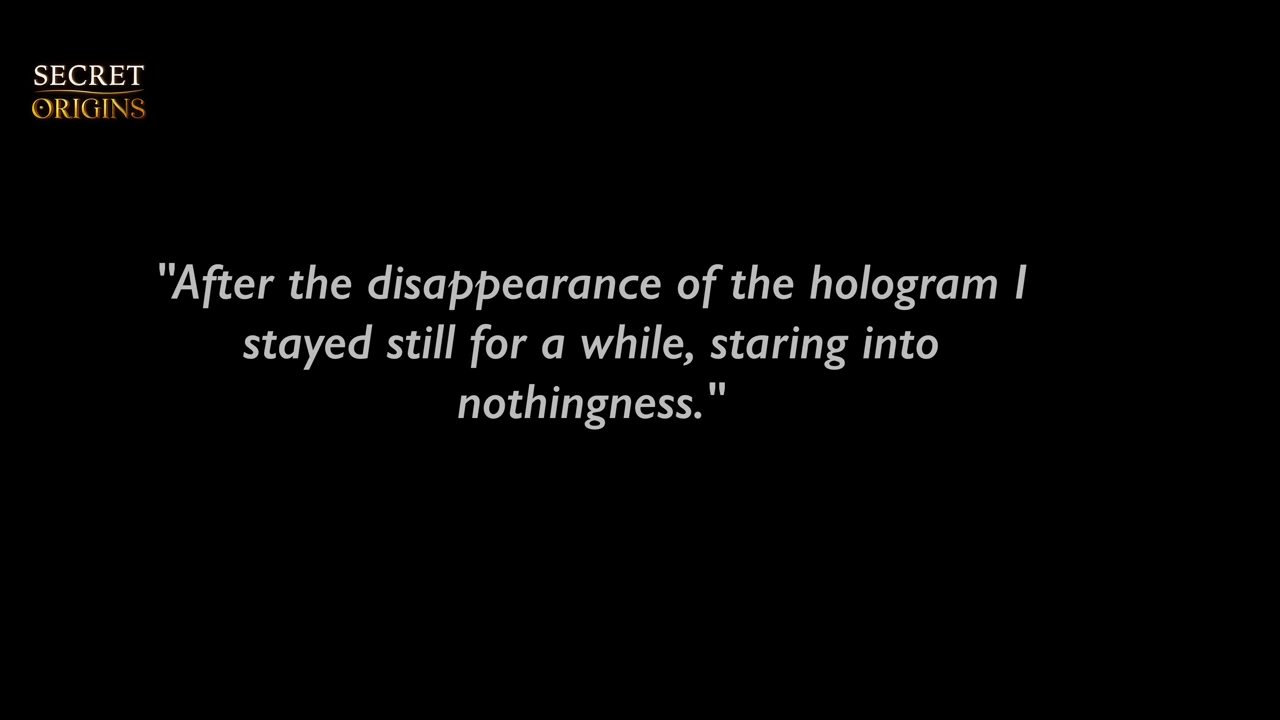 SECRET
ORIGINS
"After the disappearance of the hologram I
stayed still for a while, staring into
nothingness."